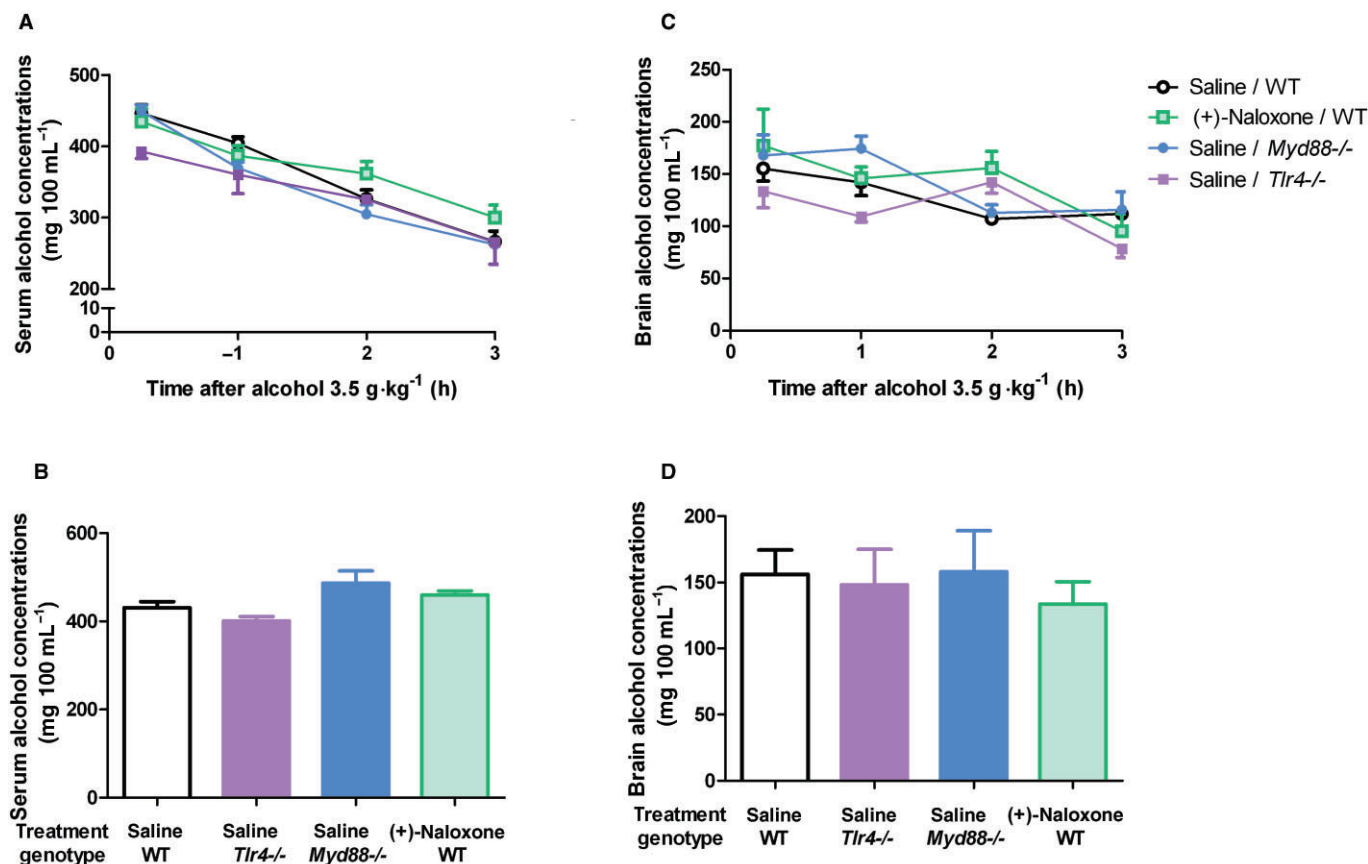 A
Serum alcohol concentrations
(mg 100 mL⁻¹)
500
400
300
200
10
0
0
–1
2
3
Time after alcohol 3.5 g·kg⁻¹ (h)
C
Brain alcohol concentrations
(mg 100 mL⁻¹)
250
200
150
100
50
0
0
1
2
3
Time after alcohol 3.5 g·kg⁻¹ (h)
Saline / WT
(+)-Naloxone / WT
Saline / Myd88-/-
Saline / Tlr4-/-
B
Serum alcohol concentrations
(mg 100 mL⁻¹)
600
400
200
0
Treatment Saline Saline Saline (+)-Naloxone
genotype WT Tlr4-/- Myd88-/- WT
D
Brain alcohol concentrations
(mg 100 mL⁻¹)
200
150
100
50
0
Treatment Saline Saline Saline (+)-Naloxone
genotype WT Tlr4-/- Myd88-/- WT